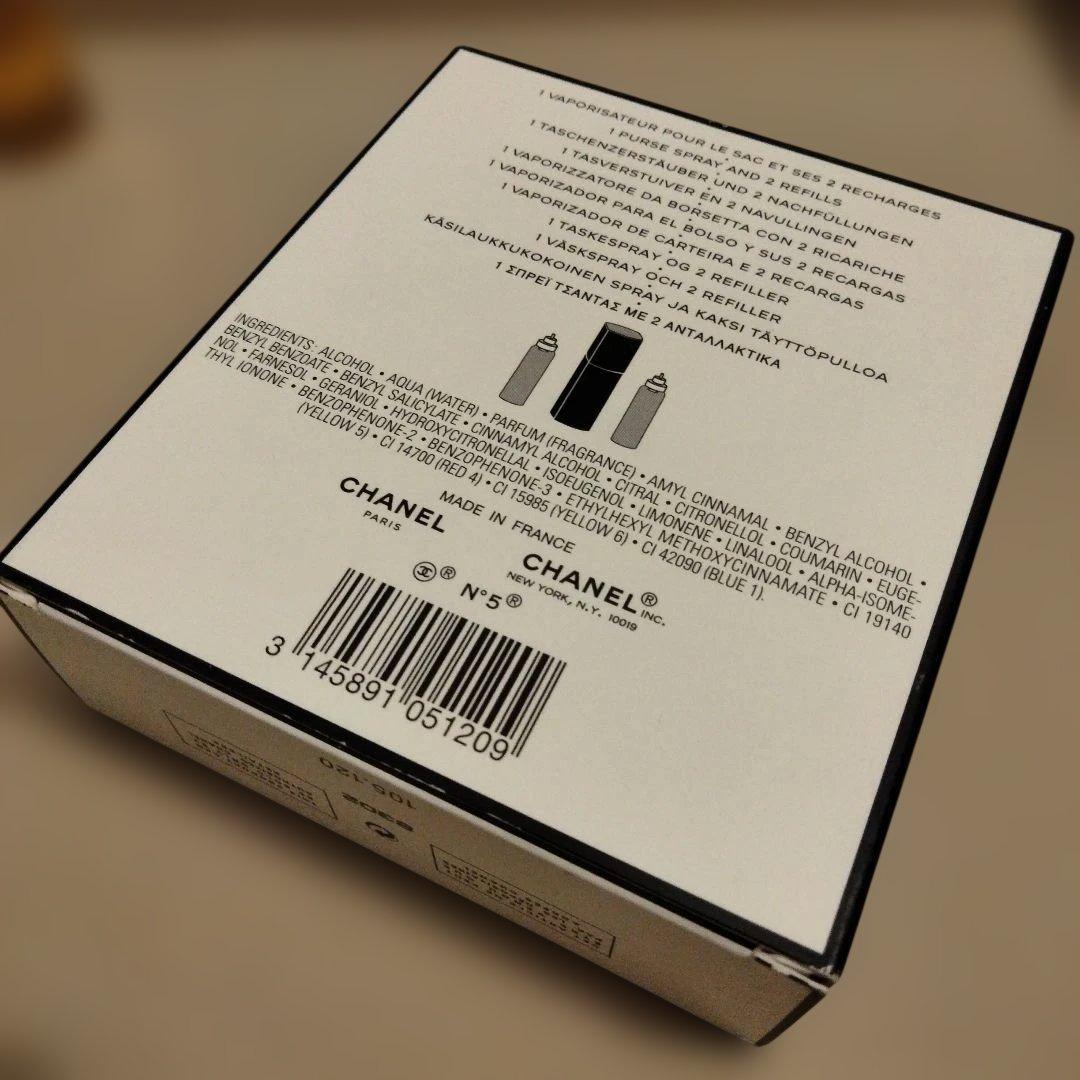 1 VAPORISATEUR POUR LE SAC ET SES 2 RECHARGES
1 PURSE SPRAY AND 2 REFILLS
1 TASCHENZERSTÄUBER UND 2 NACHFÜLLUNGEN
1 TASVERSTUIVER EN 2 NAVULLINGEN
1 VAPORIZZATORE DA BORSETTA CON 2 RICARICHE
1 VAPORIZADOR PARA EL BOLSO Y SUS 2 RECARGAS
1 VAPORIZADOR DE CARTEIRA E 2 RECARGAS
1 TASKESPRAY OG 2 REFILLER
1 VÄSKSPRAY OCH 2 REFILLER
KÄSILAUKKUKOKOINEN SPRAY JA KAKSI TÄYTTÖPULLOA
1 ΣΠΡΕΪ ΤΣΑΝΤΑΣ ΜΕ 2 ΑΝΤΑΛΛΑΚΤΙΚΑ
INGREDIENTS: ALCOHOL • AQUA (WATER) • PARFUM (FRAGRANCE) • AMYL CINNAMAL • BENZYL ALCOHOL •
BENZYL BENZOATE • BENZYL SALICYLATE • CINNAMYL ALCOHOL • CITRAL • CITRONELLOL • COUMARIN • EUGE-
NOL • FARNESOL • GERANIOL • HYDROXYCITRONELLAL • ISOEUGENOL • LIMONENE • LINALOOL • ALPHA-ISOME-
THYL IONONE • BENZOPHENONE-2 • BENZOPHENONE-3 • ETHYLHEXYL METHOXYCINNAMATE • CI 19140
(YELLOW 5) • CI 14700 (RED 4) • CI 15985 (YELLOW 6) • CI 42090 (BLUE 1).
MADE IN FRANCE
CHANEL
PARIS
CHANEL® INC.
NEW YORK, N.Y. 10019
®
N°5®
3 145891 051209
105.120
6302